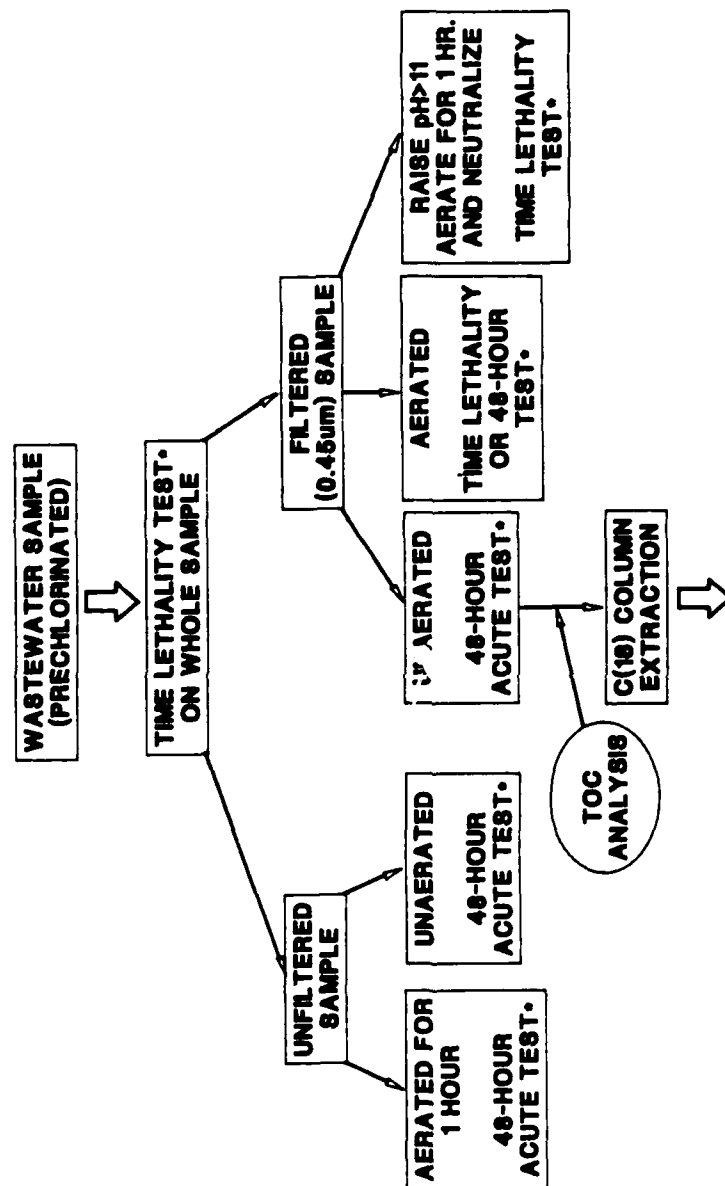 WASTEWATER SAMPLE
(PRECHLORINATED)
TIME LETHALITY TEST*
ON WHOLE SAMPLE
UNFILTERED
SAMPLE
FILTERED
(0.45um) SAMPLE
AERATED FOR
1 HOUR
48-HOUR
ACUTE TEST*
UNAERATED
48-HOUR
ACUTE TEST*
AERATED
48-HOUR
ACUTE TEST*
AERATED
TIME LETHALITY
OR 48-HOUR
TEST*
RAISE pH>11
AERATE FOR 1 HR.
AND NEUTRALIZE
TIME LETHALITY
TEST*
TOC
ANALYSIS
C(18) COLUMN
EXTRACTION